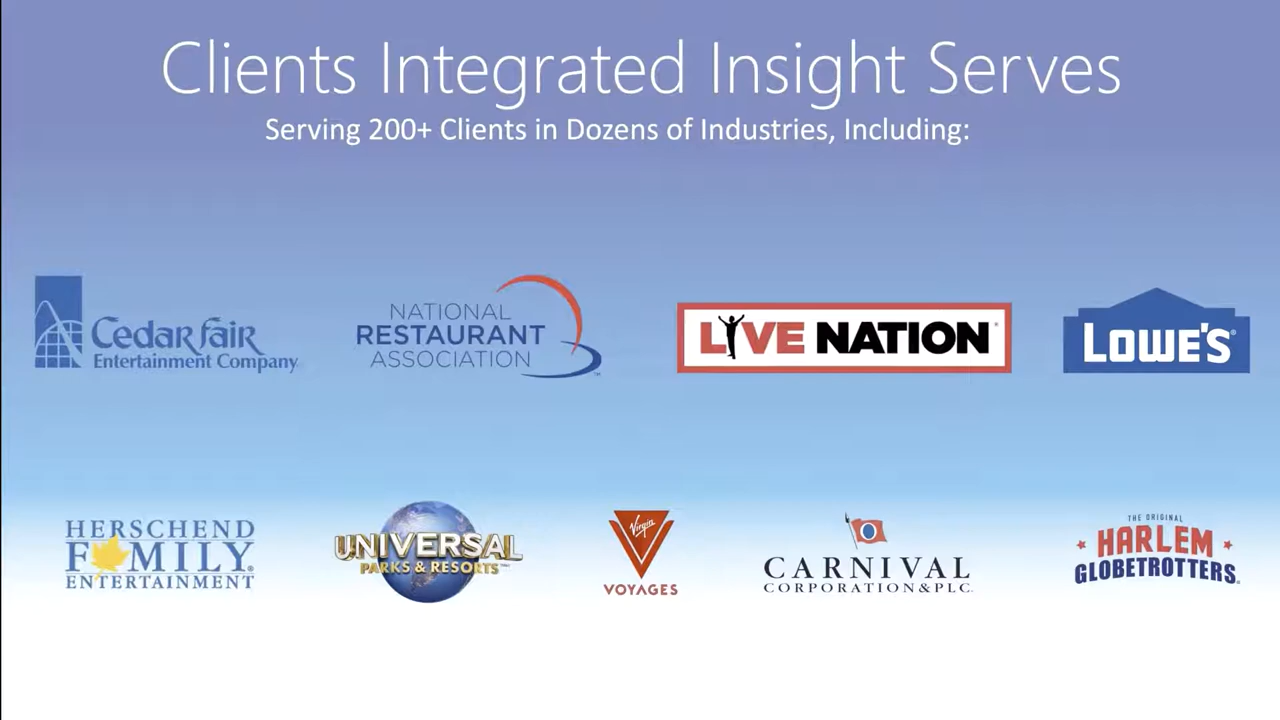 Clients Integrated Insight Serves
Serving 200+ Clients in Dozens of Industries, Including:
Cedar Fair
Entertainment Company
NATIONAL
RESTAURANT
ASSOCIATION
LIVE NATION
LOWE'S
HERSCHEND
FAMILY
ENTERTAINMENT
UNIVERSAL
PARKS & RESORTS
Virgin
VOYAGES
CARNIVAL
CORPORATION & PLC
THE ORIGINAL
HARLEM
GLOBETROTTERS